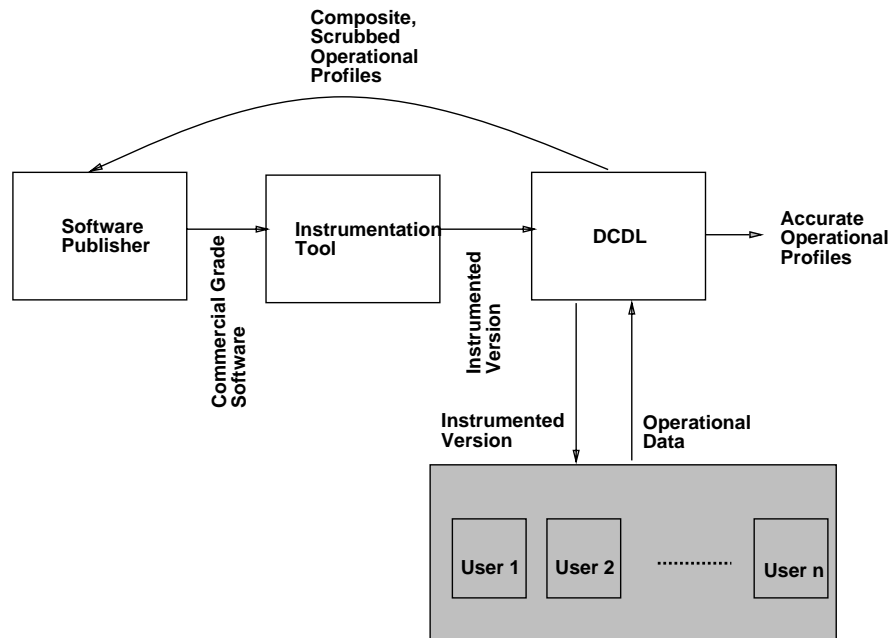 Composite,
Scrubbed
Operational
Profiles
Software
Publisher
Commercial Grade
Software
Instrumentation
Tool
Instrumented
Version
DCDL
Accurate
Operational
Profiles
Instrumented
Version
Operational
Data
User 1
User 2
User n